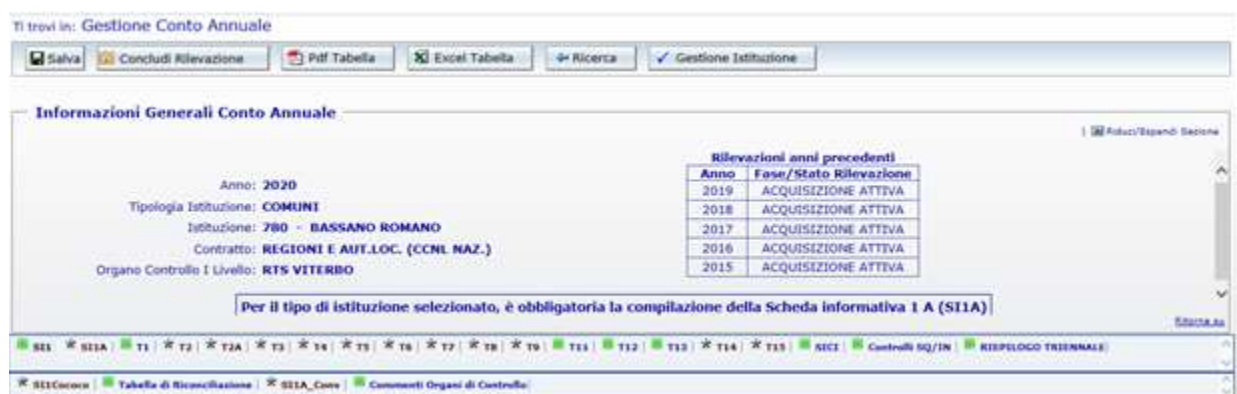 Ti trovi in: Gestione Conto Annuale
Salva Concludi Rilevazione Pdf Tabella Excel Tabella Ricerca Gestione Istituzione
Informazioni Generali Conto Annuale
Riduci/Espandi Sezione
Rilevazioni anni precedenti
Anno Fase/Stato Rilevazione
2019 ACQUISIZIONE ATTIVA
2018 ACQUISIZIONE ATTIVA
2017 ACQUISIZIONE ATTIVA
2016 ACQUISIZIONE ATTIVA
2015 ACQUISIZIONE ATTIVA
Anno: 2020
Tipologia Istituzione: COMUNI
Istituzione: 780 - BASSANO ROMANO
Contratto: REGIONI E AUT.LOC. (CCNL NAZ.)
Organo Controllo I Livello: RTS VITERBO
Per il tipo di istituzione selezionato, è obbligatoria la compilazione della Scheda informativa 1 A (SI1A)
Ritorna su
SI1 | SI1A | T1 | T2 | T2A | T3 | T4 | T5 | T6 | T7 | T8 | T9 | T11 | T12 | T13 | T14 | T15 | SICI | Controlli SQ/IN | RIEPILOGO TRIENNALE|
SI1Cococo | Tabella di Riconciliazione | SI1A_Conv | Commenti Organi di Controllo|